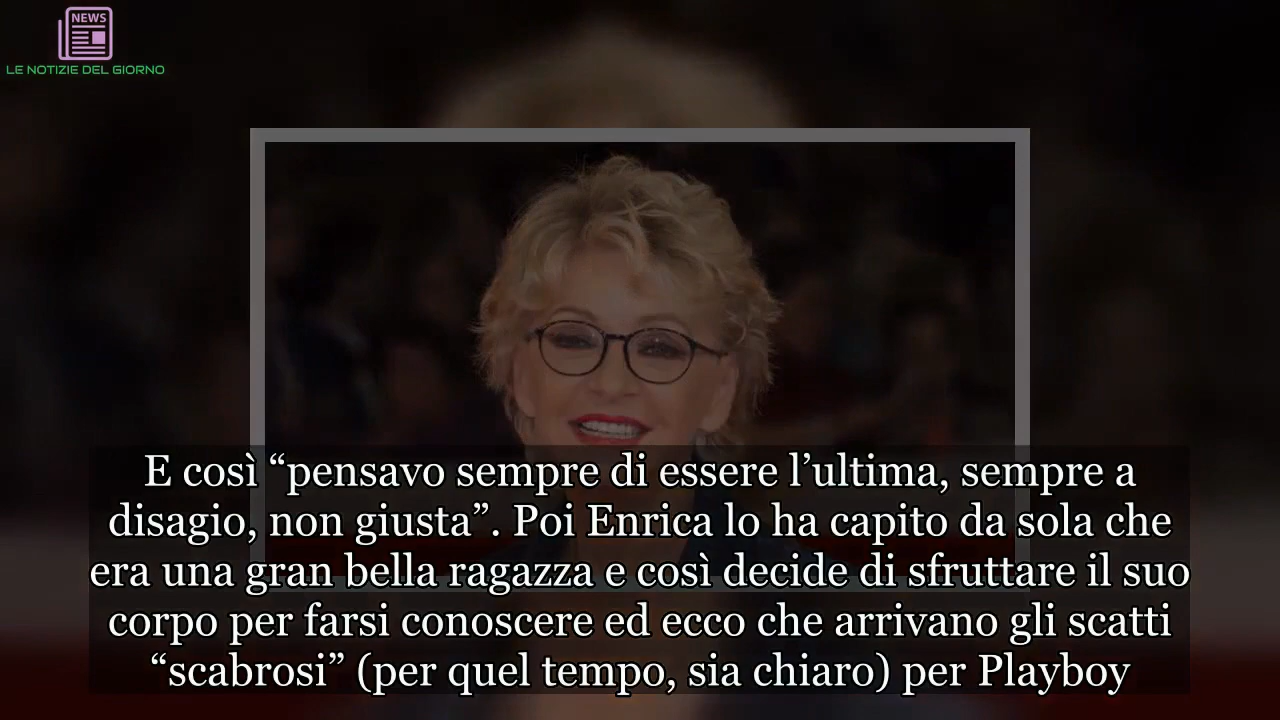 NEWS
LE NOTIZIE DEL GIORNO
E così “pensavo sempre di essere l’ultima, sempre a
disagio, non giusta”. Poi Enrica lo ha capito da sola che
era una gran bella ragazza e così decide di sfruttare il suo
corpo per farsi conoscere ed ecco che arrivano gli scatti
“scabrosi” (per quel tempo, sia chiaro) per Playboy